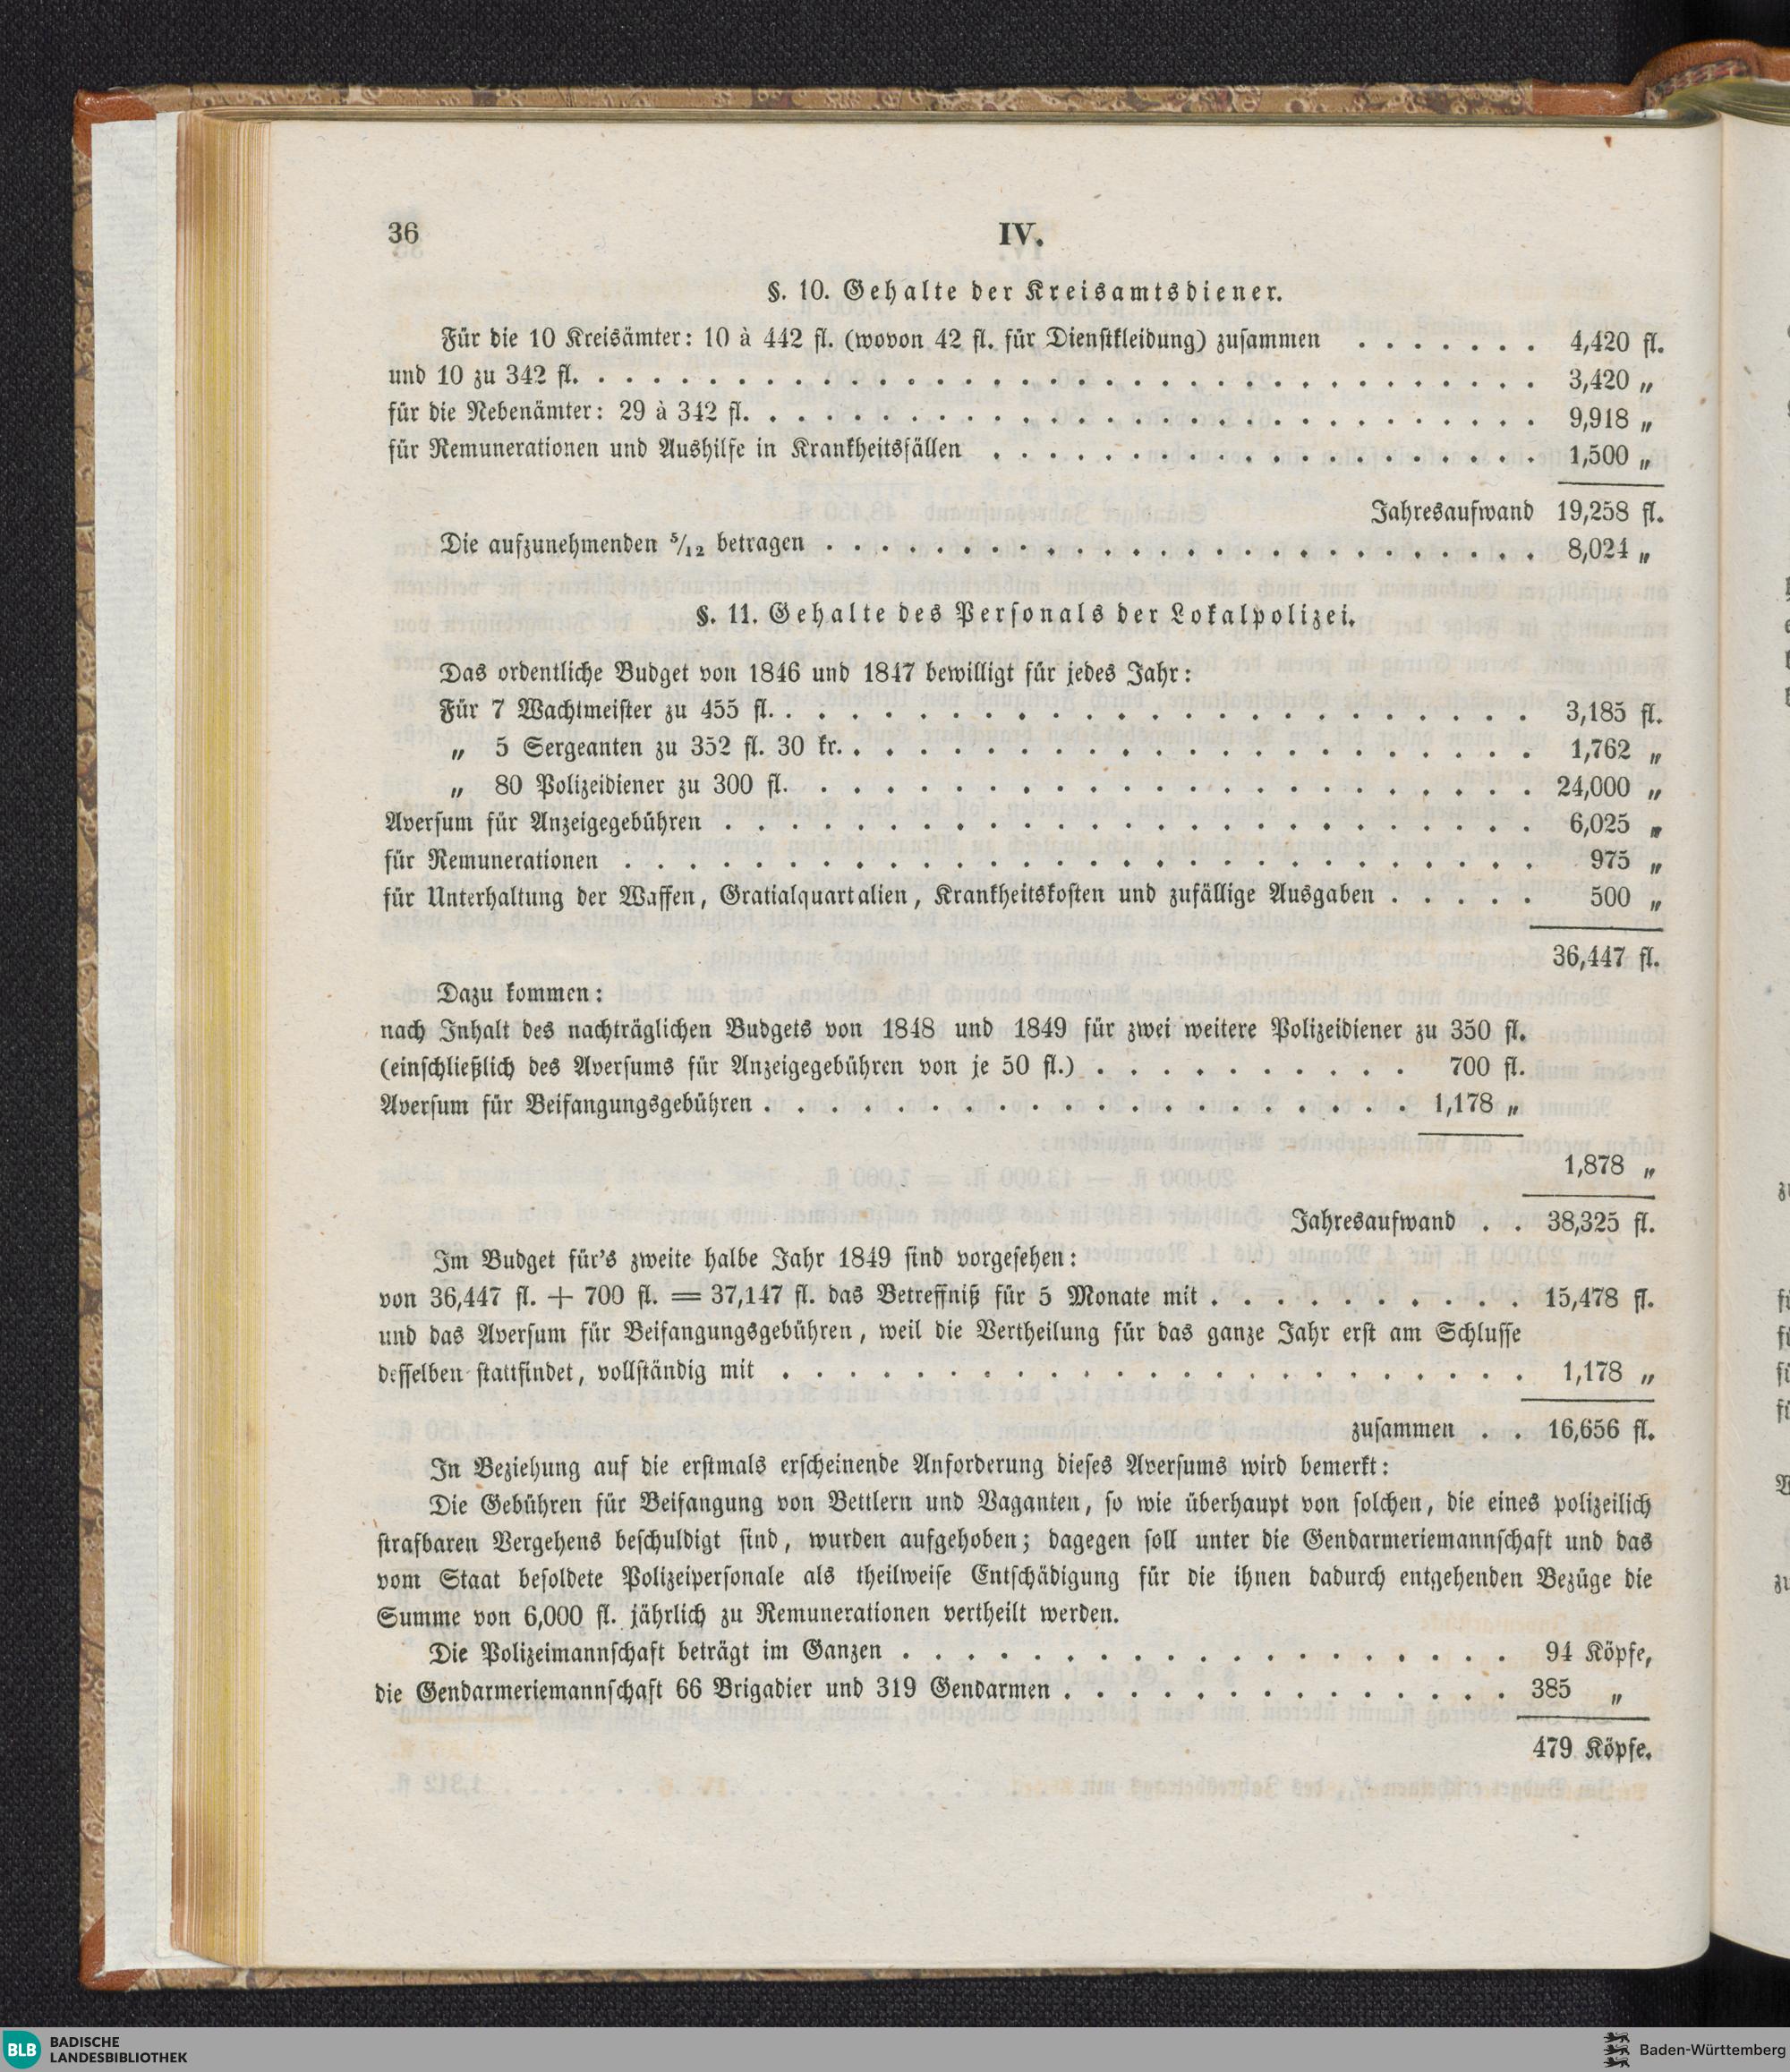 36
IV.
§. 10. Gehalte der Kreisamtsdiener.
Für die 10 Kreisämter: 10 à 442 fl. (wovon 42 fl. für Dienstkleidung) zusammen . . . . . . . 4,420 fl.
und 10 zu 342 fl. . . . . . . . . . . . . . . . . . . . . . . . . . . . . . . . . . . 3,420 „
für die Nebenämter: 29 à 342 fl. . . . . . . . . . . . . . . . . . . . . . . . . . . . . 9,918 „
für Remunerationen und Aushilfe in Krankheitsfällen . . . . . . . . . . . . . . . . . . . . 1,500 „
Jahresaufwand 19,258 fl.
Die aufzunehmenden 5/12 betragen . . . . . . . . . . . . . . . . . . . . . . . . . . 8,024 „
§. 11. Gehalte des Personals der Lokalpolizei.
Das ordentliche Budget von 1846 und 1847 bewilligt für jedes Jahr:
Für 7 Wachtmeister zu 455 fl. . . . . . . . . . . . . . . . . . . . . . . . . 3,185 fl.
„ 5 Sergeanten zu 352 fl. 30 kr. . . . . . . . . . . . . . . . . . . . . . 1,762 „
„ 80 Polizeidiener zu 300 fl. . . . . . . . . . . . . . . . . . . . . . . 24,000 „
Aversum für Anzeigegebühren . . . . . . . . . . . . . . . . . . . . . . . . . 6,025 „
für Remunerationen . . . . . . . . . . . . . . . . . . . . . . . . . . . . 975 „
für Unterhaltung der Waffen, Gratialquartalien, Krankheitskosten und zufällige Ausgaben . . . . . 500 „
36,447 fl.
Dazu kommen:
nach Inhalt des nachträglichen Budgets von 1848 und 1849 für zwei weitere Polizeidiener zu 350 fl.
(einschließlich des Aversums für Anzeigegebühren von je 50 fl.) . . . . . . . . . . 700 fl.
Aversum für Beifangungsgebühren . . . . . . . . . . . . . . . . . . . . 1,178 „
1,878 „
Jahresaufwand . . 38,325 fl.
Im Budget für's zweite halbe Jahr 1849 sind vorgesehen:
von 36,447 fl. + 700 fl. = 37,147 fl. das Betreffniß für 5 Monate mit . . . . . . . . . . 15,478 fl.
und das Aversum für Beifangungsgebühren, weil die Vertheilung für das ganze Jahr erst am Schlusse
desselben stattfindet, vollständig mit . . . . . . . . . . . . . . . . . . . . . . 1,178 „
zusammen . . 16,656 fl.
In Beziehung auf die erstmals erscheinende Anforderung dieses Aversums wird bemerkt:
Die Gebühren für Beifangung von Bettlern und Vaganten, so wie überhaupt von solchen, die eines polizeilich
strafbaren Vergehens beschuldigt sind, wurden aufgehoben; dagegen soll unter die Gendarmeriemannschaft und das
vom Staat besoldete Polizeipersonale als theilweise Entschädigung für die ihnen dadurch entgehenden Bezüge die
Summe von 6,000 fl. jährlich zu Remunerationen vertheilt werden.
Die Polizeimannschaft beträgt im Ganzen . . . . . . . . . . . . . . . . . . . 94 Köpfe,
die Gendarmeriemannschaft 66 Brigadier und 319 Gendarmen . . . . . . . . . . . . . . 385 „
479 Köpfe.
BLB BADISCHE
LANDESBIBLIOTHEK
Baden-Württemberg